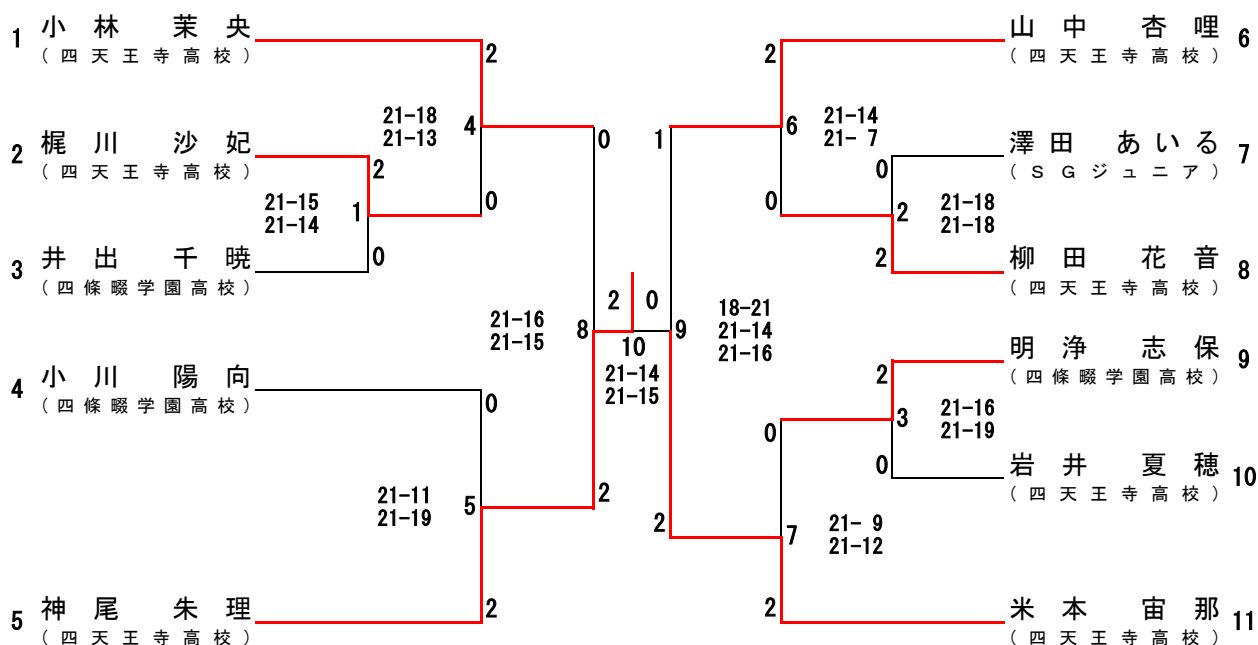 1 小林 茉央
(四天王寺高校)
2 梶川 沙妃
(四天王寺高校)
3 井出 千暁
(四條畷学園高校)
4 小川 陽向
(四條畷学園高校)
5 神尾 朱理
(四天王寺高校)
2
21-18
21-13
4
0
2
21-15
21-14
1
0
0
21-16
21-15
8
0
21-11
21-19
5
2
2
2 0
10
21-14
21-15
1
9
18-21
21-14
21-16
2
2
6
21-14
21- 7
0
0
2
21-18
21-18
2
2
3
21-16
21-19
0
0
7
21- 9
21-12
2
山中 杏哩 6
(四天王寺高校)
澤田 あいる 7
(SGジュニア)
柳田 花音 8
(四天王寺高校)
明浄 志保 9
(四條畷学園高校)
岩井 夏穂 10
(四天王寺高校)
米本 宙那 11
(四天王寺高校)